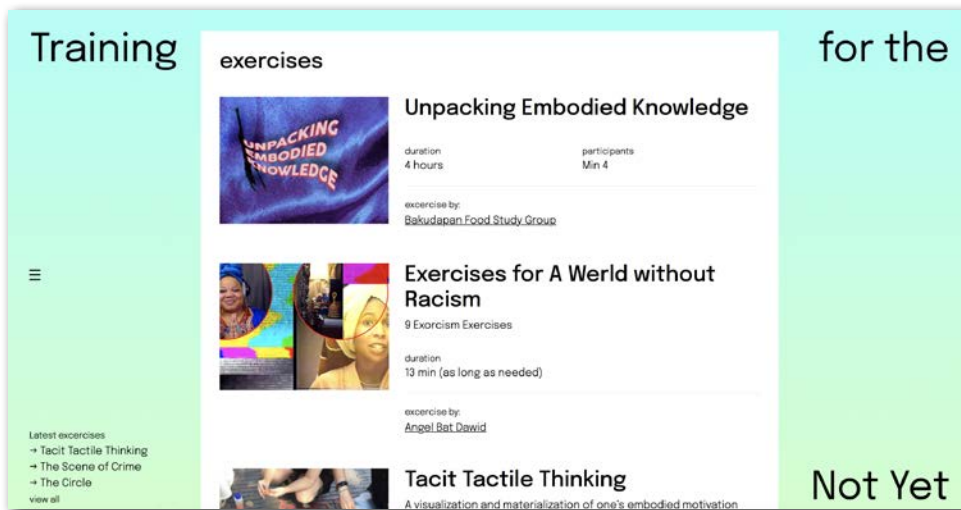 Training
for the
exercises
UNPACKING
EMBODIED
KNOWLEDGE
Unpacking Embodied Knowledge
duration
4 hours
participants
Min 4
excercise by:
Bakudapan Food Study Group
☰
Exercises for A Werld without
Racism
9 Exorcism Exercises
duration
13 min (as long as needed)
excercise by:
Angel Bat Dawid
Latest excercises
→ Tacit Tactile Thinking
→ The Scene of Crime
→ The Circle
view all
Tacit Tactile Thinking
A visualization and materialization of one's embodied motivation
Not Yet